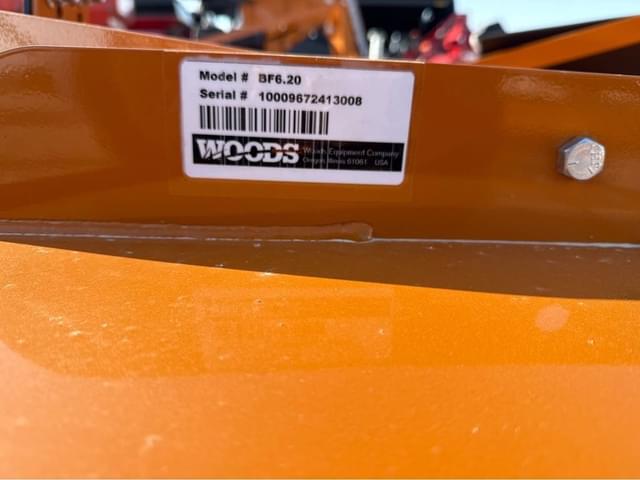 Model # BF6.20
Serial # 10009672413008
WOODS
Woods Equipment Company
Oregon, Illinois 61061 USA